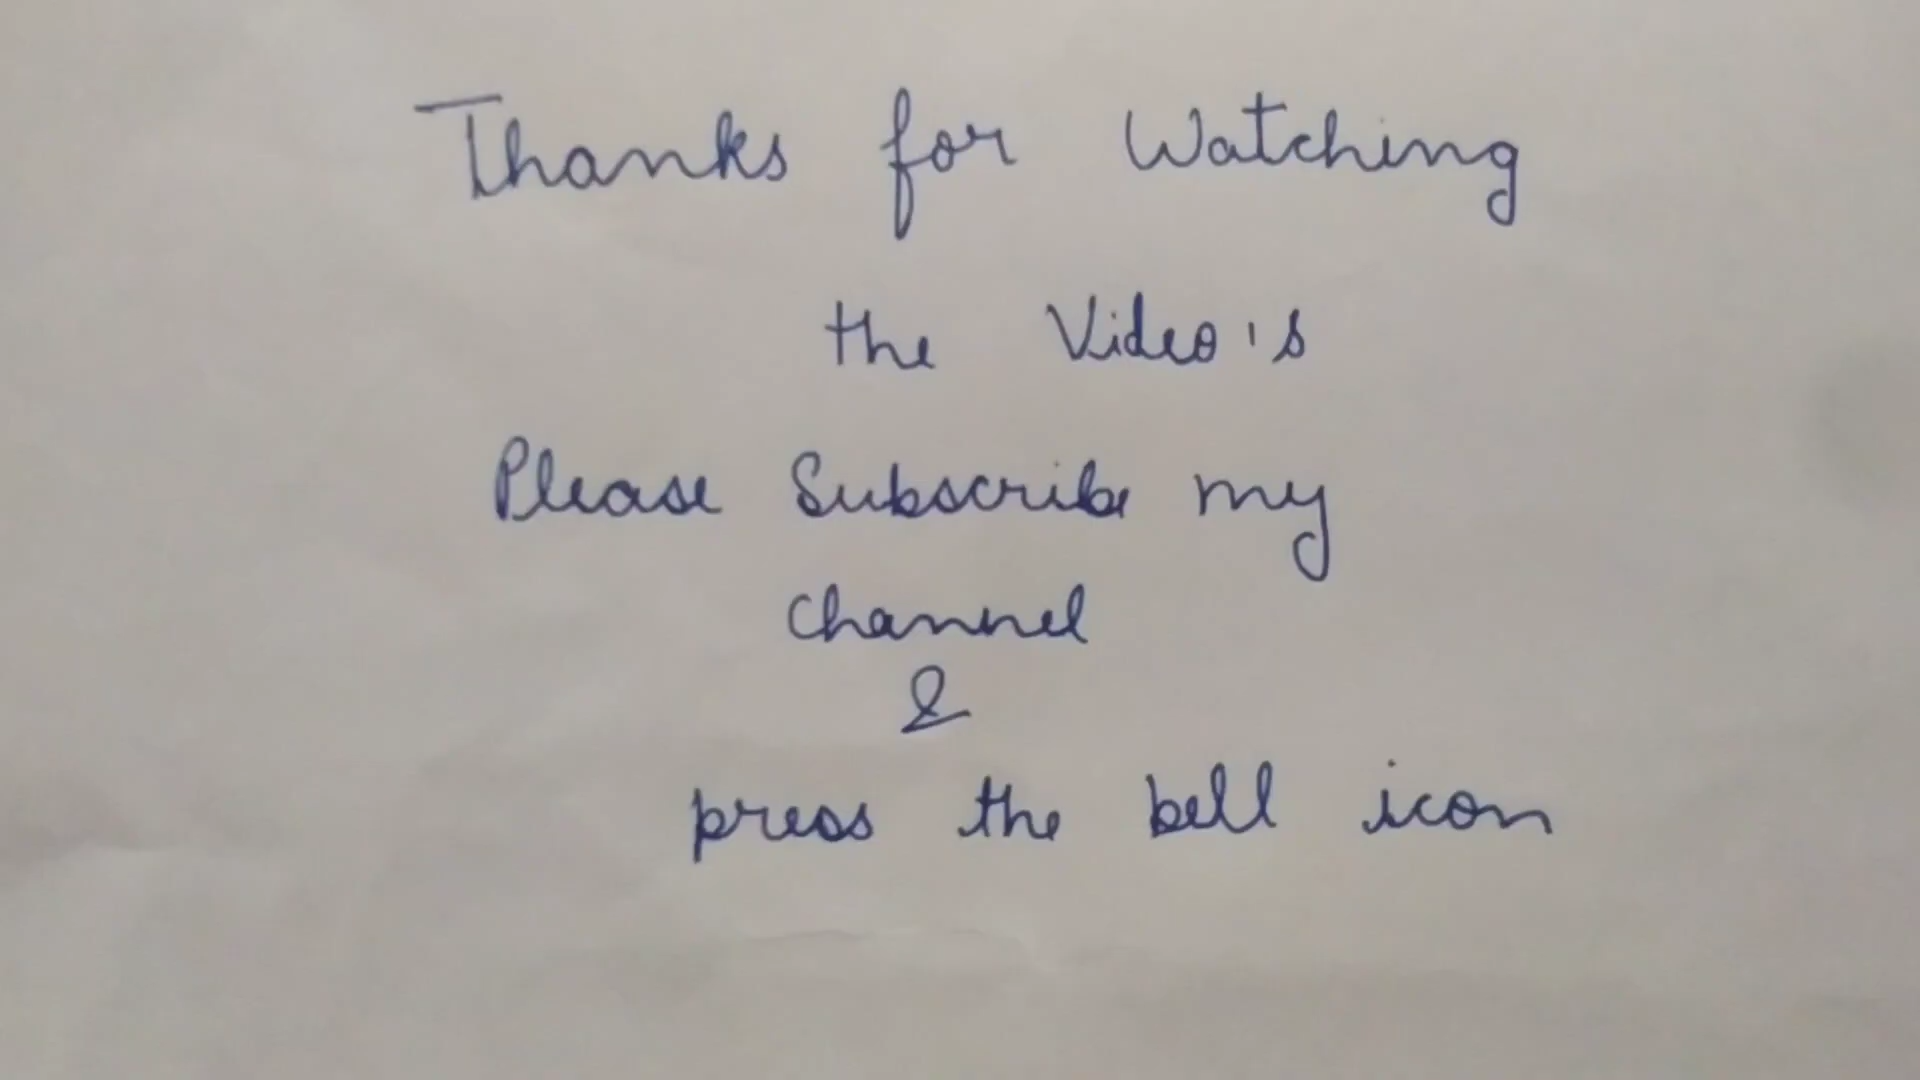 Thanks for Watching
the Video's
Please Subscribe my
channel
&
press the bell icon